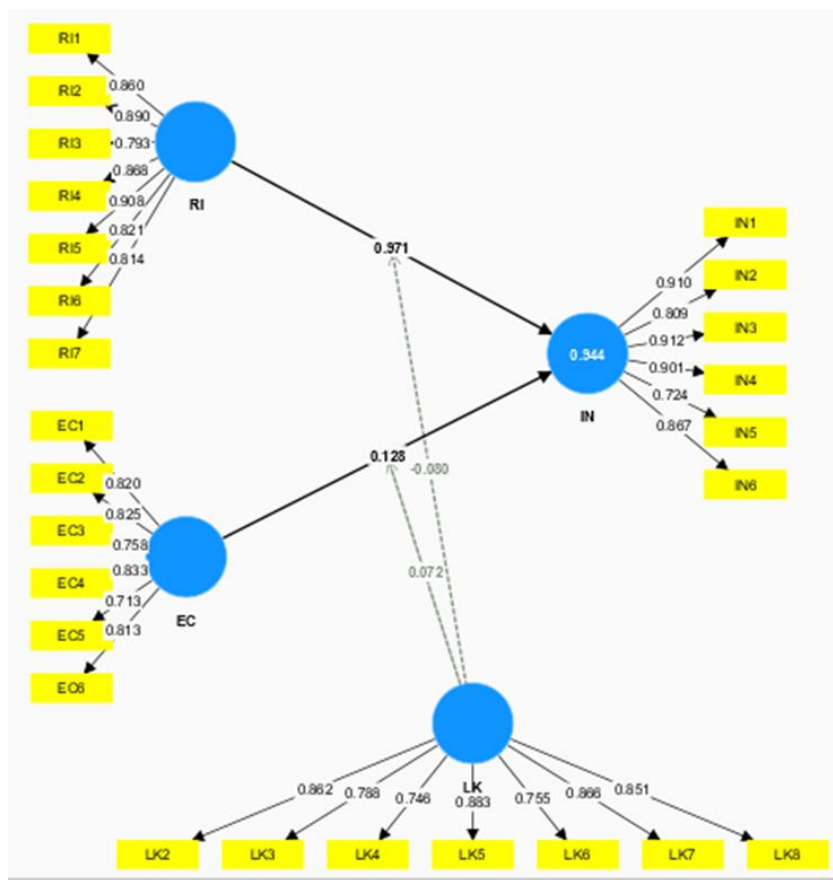 RI1
RI2
RI3
RI4
RI5
RI6
RI7
0.860
0.890
0.793
0.868
0.908
0.821
0.814
RI
0.971
IN1
IN2
IN3
IN4
IN5
IN6
0.910
0.809
0.912
0.901
0.724
0.867
0.944
IN
EC1
EC2
EC3
EC4
EC5
EC6
0.820
0.825
0.758
0.833
0.713
0.813
EC
0.128
-0.080
0.072
LK
0.862
0.788
0.746
0.883
0.755
0.866
0.851
LK2
LK3
LK4
LK5
LK6
LK7
LK8